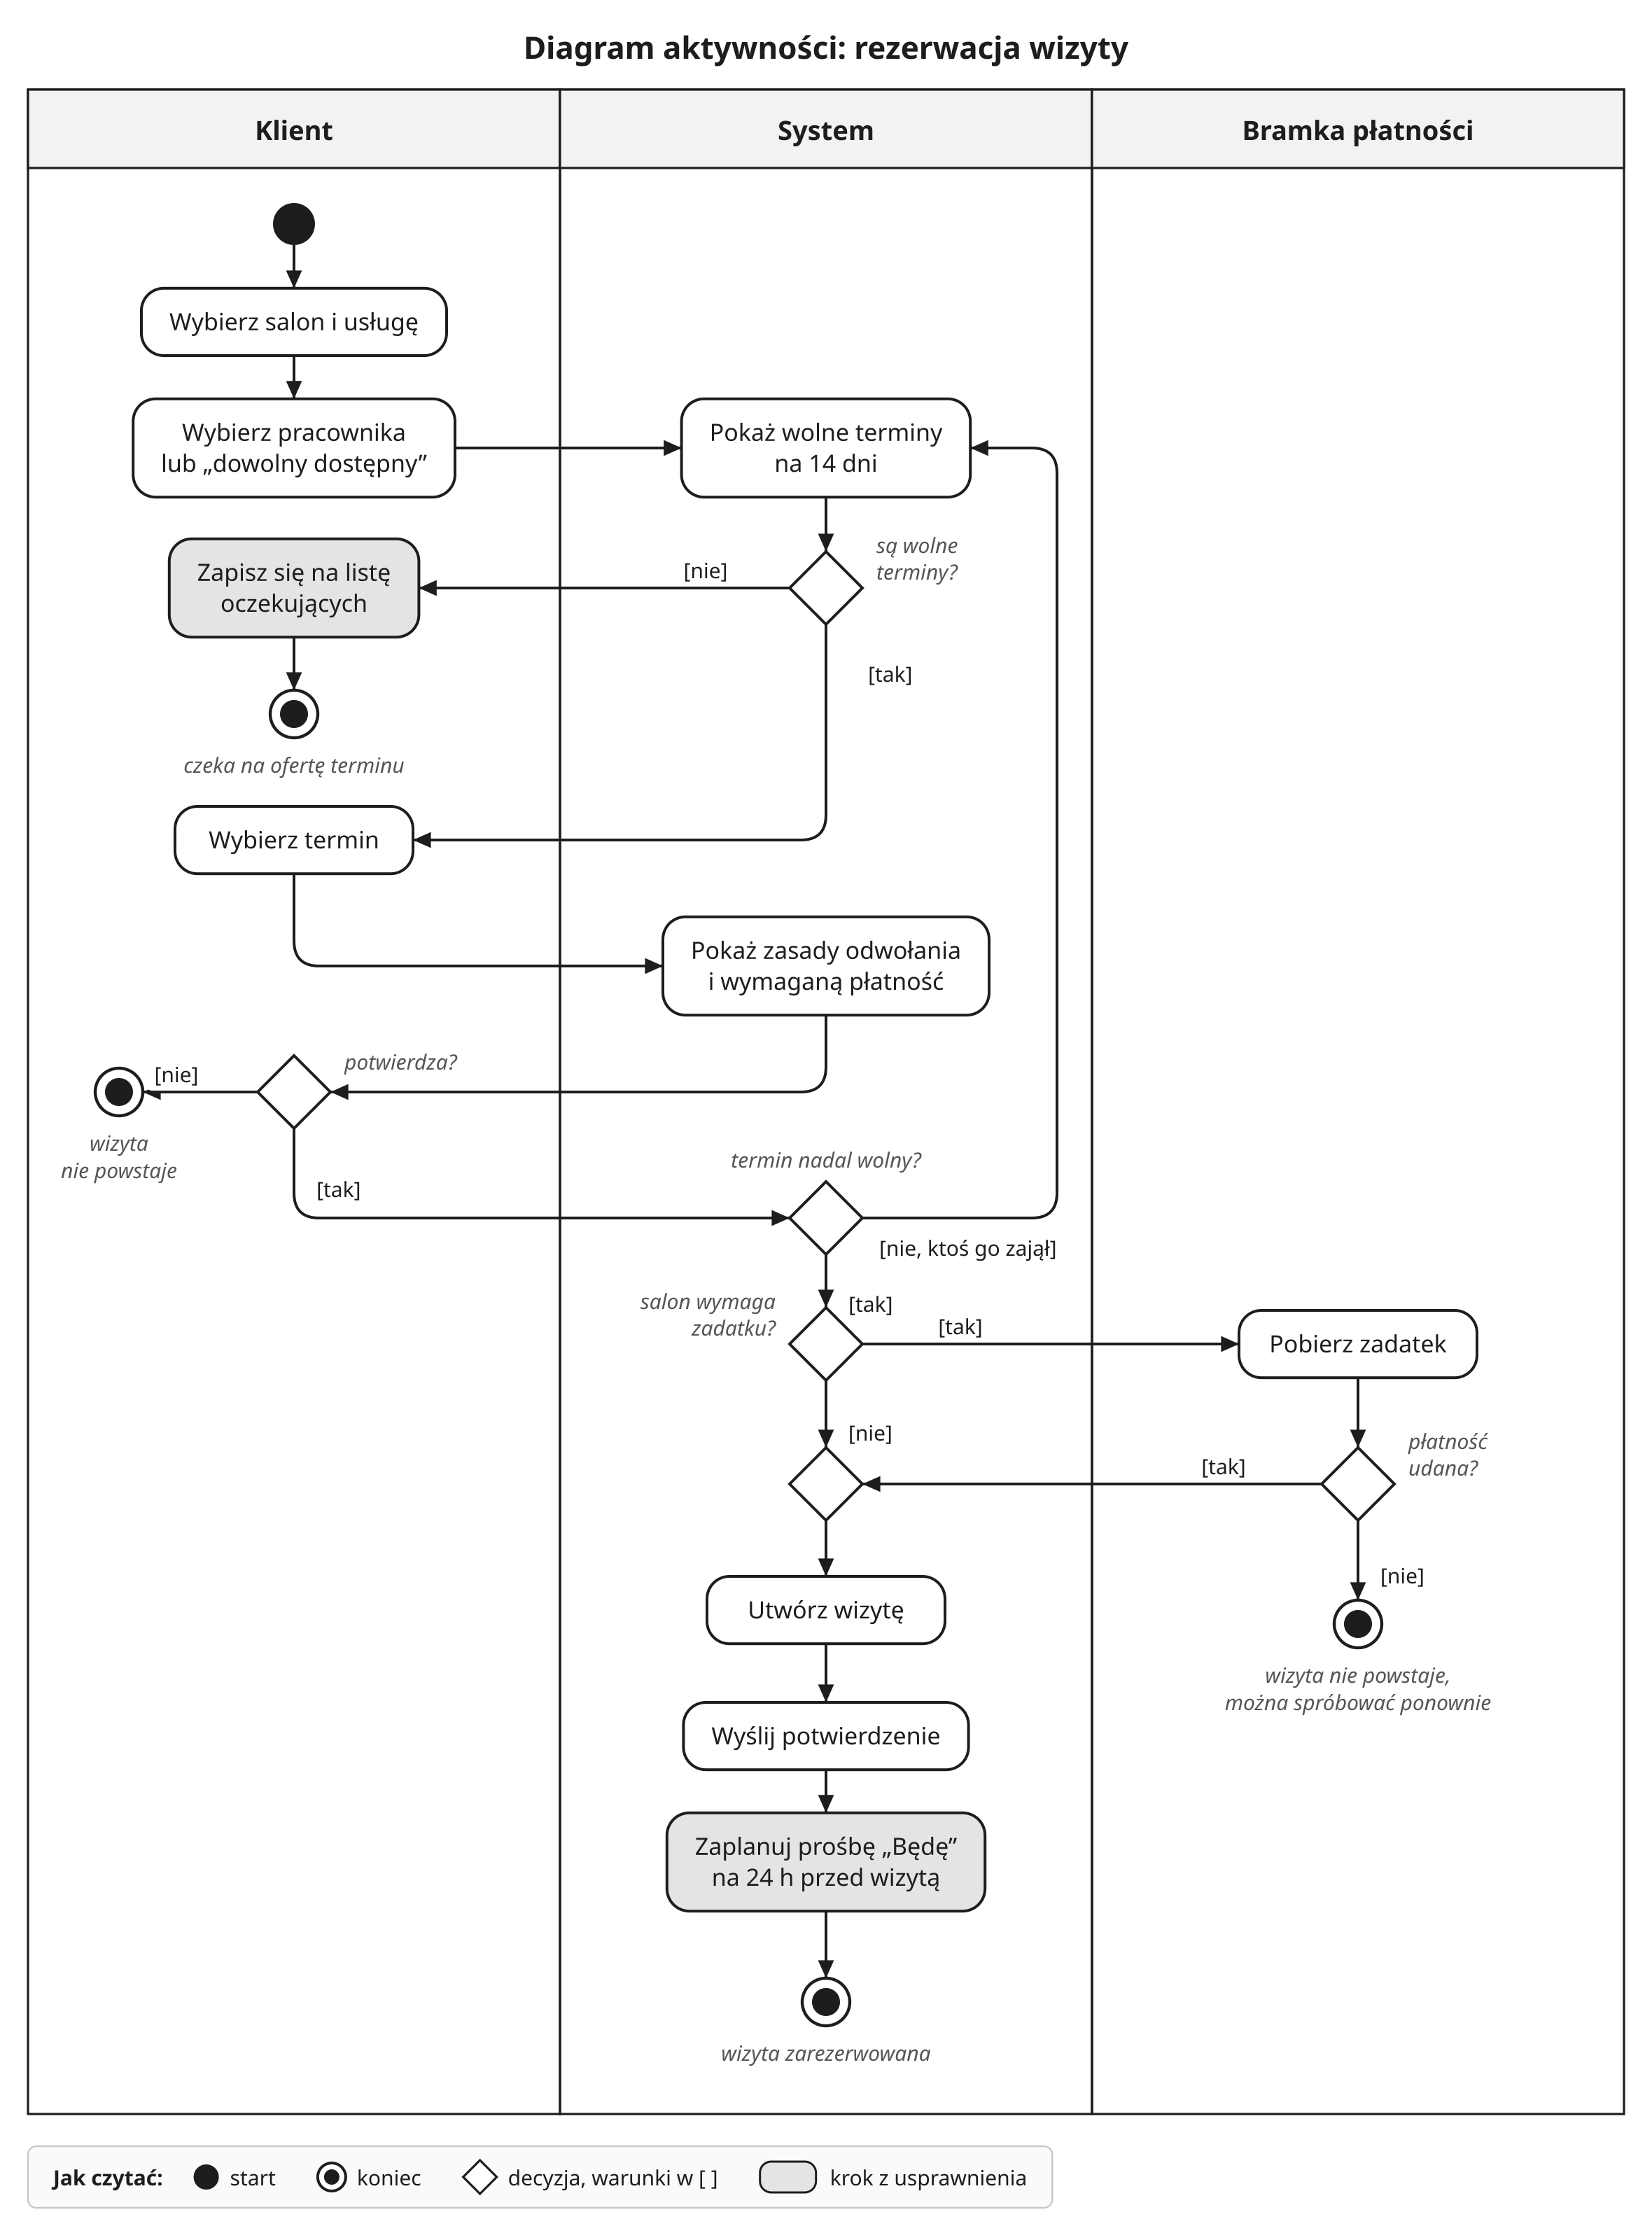 Diagram aktywności: rezerwacja wizyty
Klient
System
Bramka płatności
Wybierz salon i usługę
Wybierz pracownika
lub „dowolny dostępny”
Pokaż wolne terminy
na 14 dni
są wolne
terminy?
[nie]
Zapisz się na listę
oczekujących
[tak]
czeka na ofertę terminu
Wybierz termin
Pokaż zasady odwołania
i wymaganą płatność
potwierdza?
[nie]
wizyta
nie powstaje
[tak]
termin nadal wolny?
[nie, ktoś go zajął]
[tak]
salon wymaga
zadatku?
[tak]
Pobierz zadatek
[nie]
płatność
udana?
[tak]
[nie]
Utwórz wizytę
wizyta nie powstaje,
można spróbować ponownie
Wyślij potwierdzenie
Zaplanuj prośbę „Będę”
na 24 h przed wizytą
wizyta zarezerwowana
Jak czytać:
start
koniec
decyzja, warunki w [ ]
krok z usprawnienia